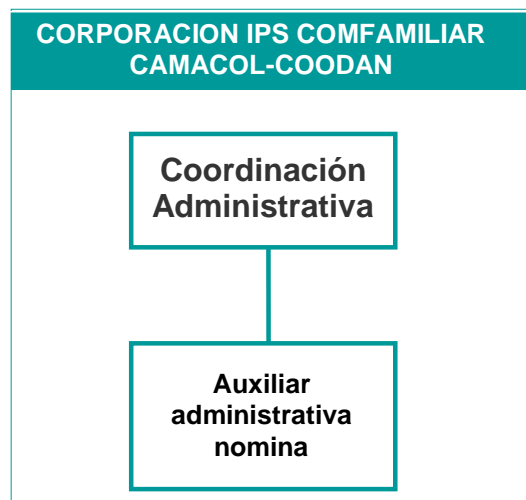 CORPORACION IPS COMFAMILIAR
CAMACOL-COODAN
Coordinación
Administrativa
Auxiliar
administrativa
nomina